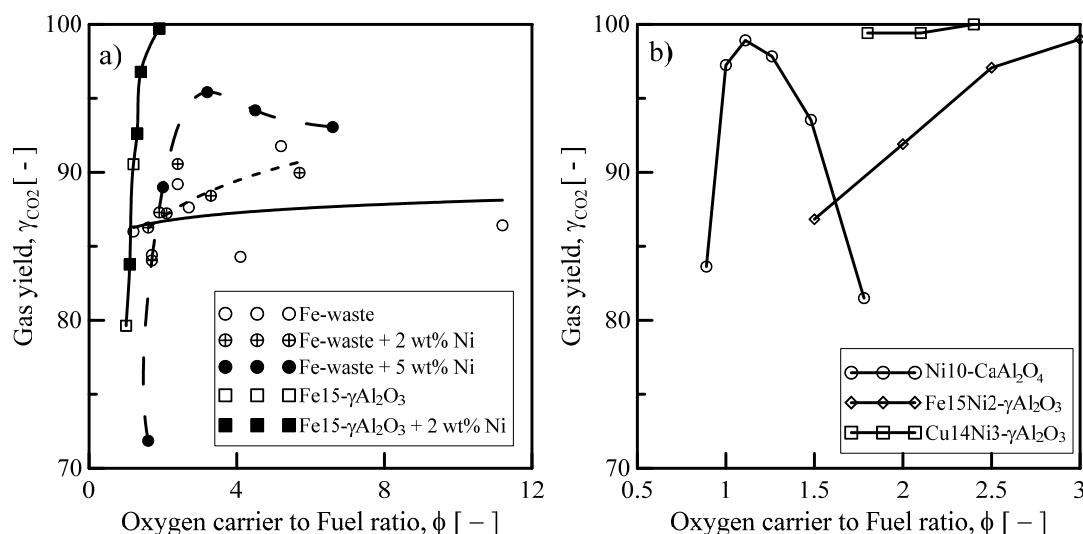 100
90
80
70
Gas yield, γCO2 [ - ]
a)
Fe-waste
Fe-waste + 2 wt% Ni
Fe-waste + 5 wt% Ni
Fe15-γAl2O3
Fe15-γAl2O3 + 2 wt% Ni
0 4 8 12
Oxygen carrier to Fuel ratio, ϕ [ − ]
100
90
80
70
Gas yield, γCO2 [ - ]
b)
Ni10-CaAl2O4
Fe15Ni2-γAl2O3
Cu14Ni3-γAl2O3
0.5 1 1.5 2 2.5 3
Oxygen carrier to Fuel ratio, ϕ [ − ]